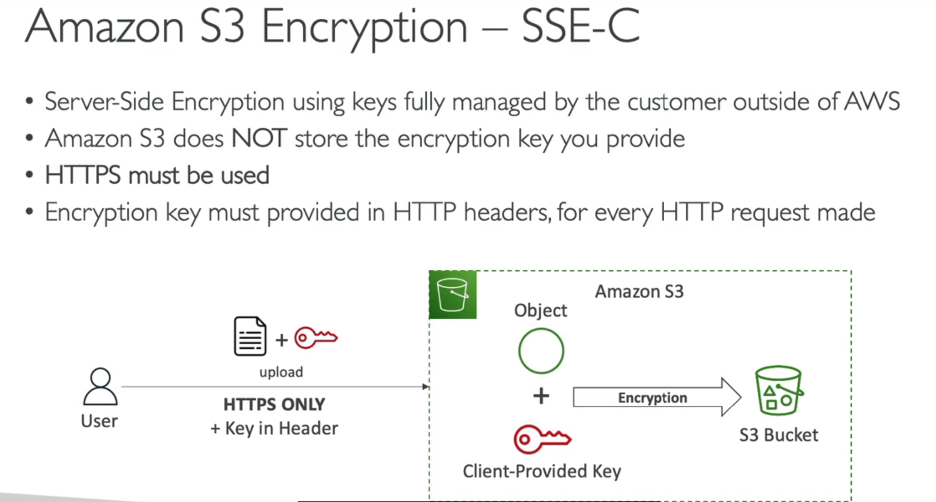 Amazon S3 Encryption – SSE-C
• Server-Side Encryption using keys fully managed by the customer outside of AWS
• Amazon S3 does NOT store the encryption key you provide
• HTTPS must be used
• Encryption key must provided in HTTP headers, for every HTTP request made
Amazon S3
Object
+
upload
User
HTTPS ONLY
+ Key in Header
+
Encryption
S3 Bucket
Client-Provided Key